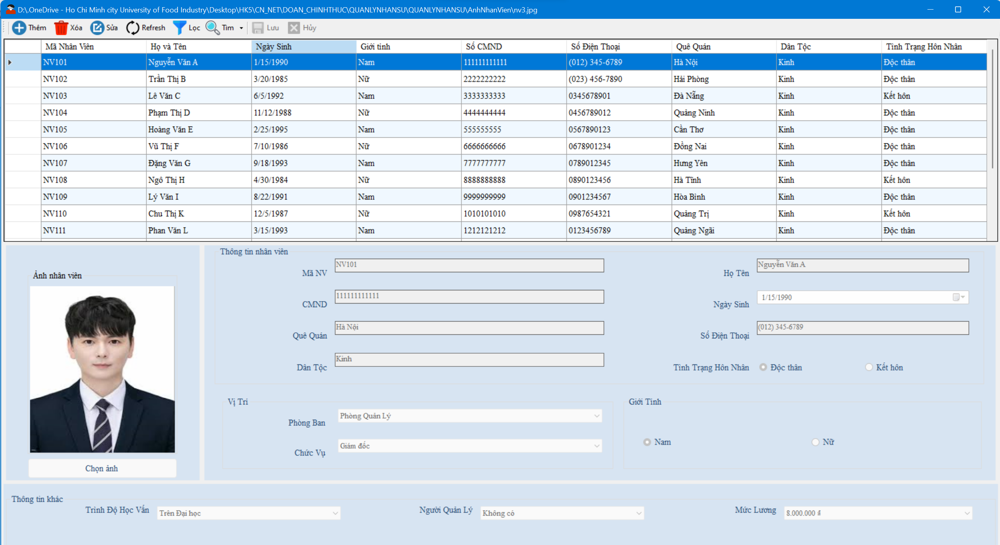 D:\.OneDrive - Ho Chi Minh city University of Food Industry\Desktop\HK5\CN_NET\DOAN_CHINHTHUC\QUANLYNHANSU\QUANLYNHANSU\AnhNhanVien\nv3.jpg
Thêm Xóa Sửa Refresh Lọc Tìm Lưu Hủy
Mã Nhân Viên Họ và Tên Ngày Sinh Giới tính Số CMND Số Điện Thoại Quê Quán Dân Tộc Tình Trạng Hôn Nhân
NV101 Nguyễn Văn A 1/15/1990 Nam 111111111111 (012) 345-6789 Hà Nội Kinh Độc thân
NV102 Trần Thị B 3/20/1985 Nữ 2222222222 (023) 456-7890 Hải Phòng Kinh Độc thân
NV103 Lê Văn C 6/5/1992 Nam 3333333333 0345678901 Đà Nẵng Kinh Kết hôn
NV104 Phạm Thị D 11/12/1988 Nữ 4444444444 0456789012 Quảng Ninh Kinh Độc thân
NV105 Hoàng Văn E 2/25/1995 Nam 555555555 0567890123 Cần Thơ Kinh Độc thân
NV106 Vũ Thị F 7/10/1986 Nữ 6666666666 0678901234 Đồng Nai Kinh Độc thân
NV107 Đặng Văn G 9/18/1993 Nam 7777777777 0789012345 Hưng Yên Kinh Độc thân
NV108 Ngô Thị H 4/30/1984 Nữ 8888888888 0890123456 Hà Tĩnh Kinh Kết hôn
NV109 Lý Văn I 8/22/1991 Nam 9999999999 0901234567 Hòa Bình Kinh Độc thân
NV110 Chu Thị K 12/5/1987 Nữ 1010101010 0987654321 Quảng Trị Kinh Kết hôn
NV111 Phan Văn L 3/15/1993 Nam 1212121212 0123456789 Quảng Ngãi Kinh Độc thân
Ảnh nhân viên
Chọn ảnh
Thông tin nhân viên
Mã NV NV101 Họ Tên Nguyễn Văn A
CMND 111111111111 Ngày Sinh 1/15/1990
Quê Quán Hà Nội Số Điện Thoại (012) 345-6789
Dân Tộc Kinh Tình Trạng Hôn Nhân Độc thân Kết hôn
Vị Trí
Phòng Ban Phòng Quản Lý
Chức Vụ Giám đốc
Giới Tính
Nam Nữ
Thông tin khác
Trình Độ Học Vấn Trên Đại học Người Quản Lý Không có Mức Lương 8.000.000 ₫